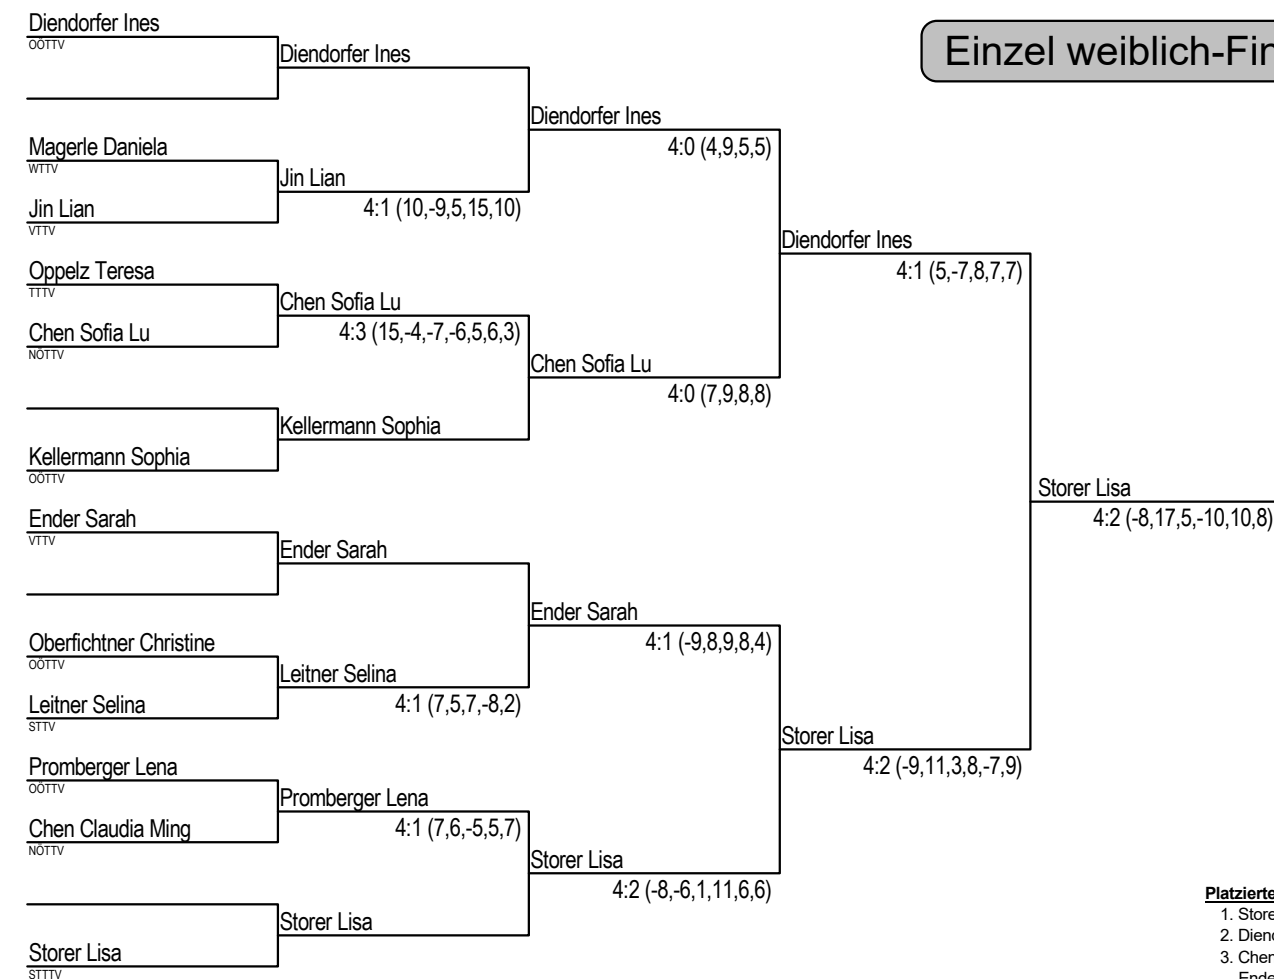 Einzel weiblich-Fin
Diendorfer Ines
OÖTTV
Diendorfer Ines
Diendorfer Ines
4:0 (4,9,5,5)
Magerle Daniela
WTTV
Jin Lian
4:1 (10,-9,5,15,10)
Jin Lian
VTTV
Diendorfer Ines
4:1 (5,-7,8,7,7)
Oppelz Teresa
TTTV
Chen Sofia Lu
4:3 (15,-4,-7,-6,5,6,3)
Chen Sofia Lu
NÖTTV
Chen Sofia Lu
4:0 (7,9,8,8)
Kellermann Sophia
Kellermann Sophia
OÖTTV
Storer Lisa
4:2 (-8,17,5,-10,10,8)
Ender Sarah
VTTV
Ender Sarah
Ender Sarah
4:1 (-9,8,9,8,4)
Oberfichtner Christine
OÖTTV
Leitner Selina
4:1 (7,5,7,-8,2)
Leitner Selina
STTV
Storer Lisa
4:2 (-9,11,3,8,-7,9)
Promberger Lena
OÖTTV
Promberger Lena
4:1 (7,6,-5,5,7)
Chen Claudia Ming
NÖTTV
Storer Lisa
4:2 (-8,-6,1,11,6,6)
Storer Lisa
Storer Lisa
STTTV
Platzierte
1. Store
2. Diend
3. Chen
Ende